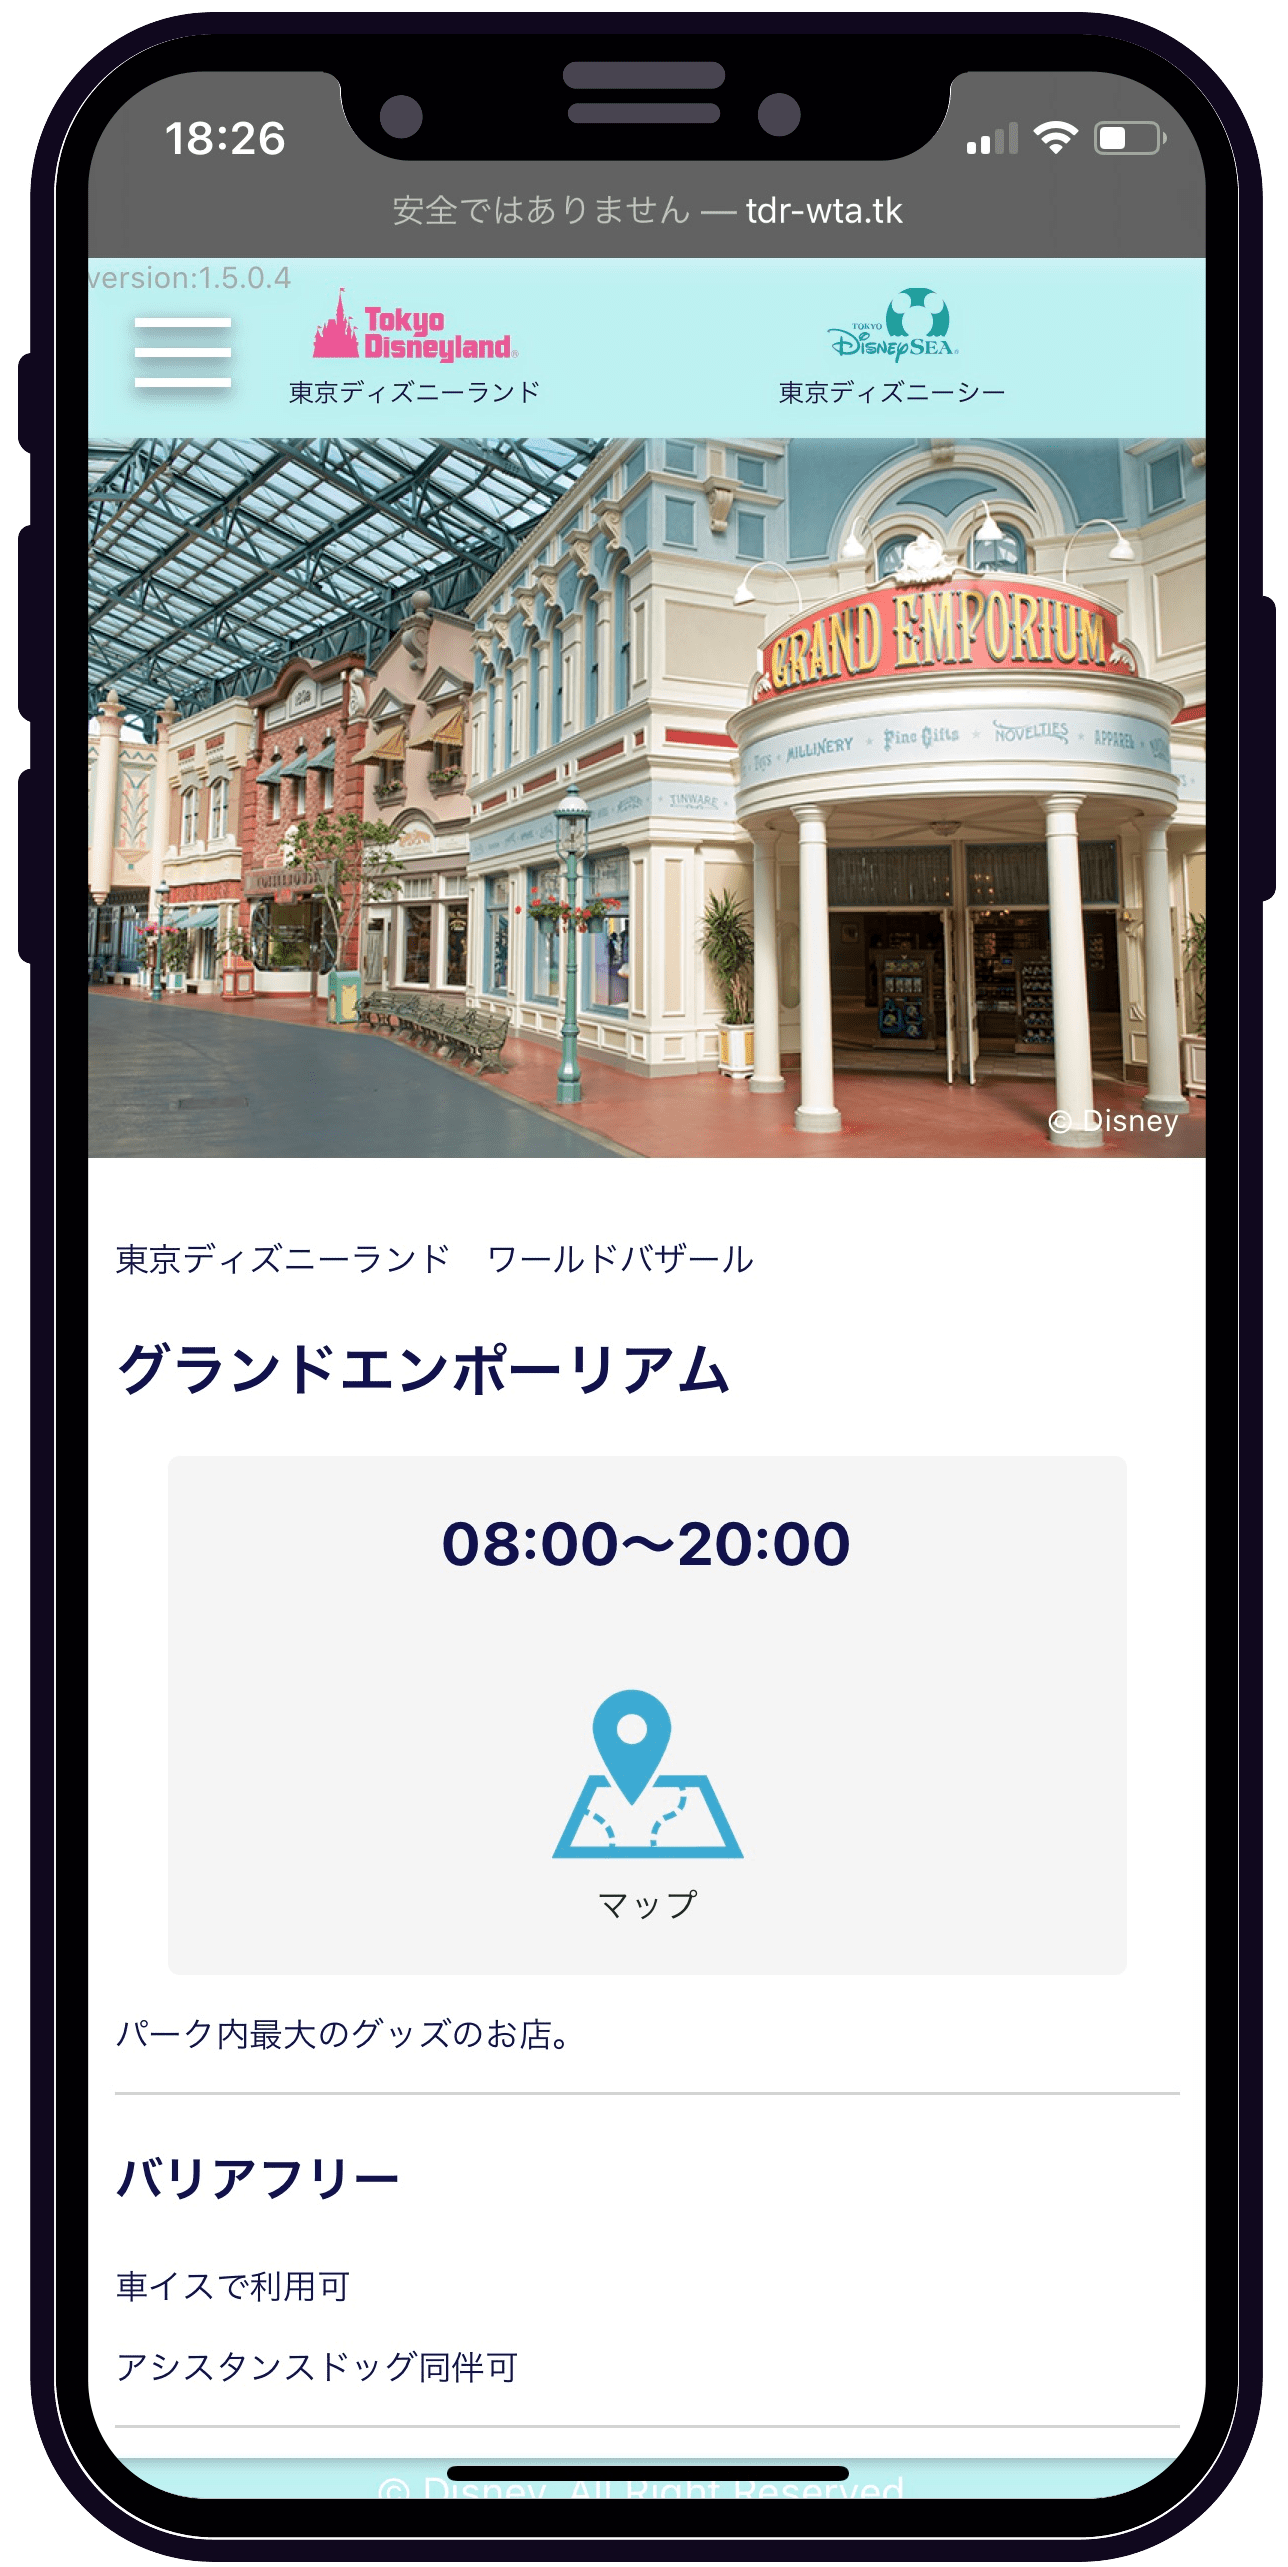 18:26
安全ではありません — tdr-wta.tk
version:1.5.0.4
Tokyo Disneyland®
TOKYO DisneySEA®
東京ディズニーランド
東京ディズニーシー
GRAND EMPORIUM
Toys ★ MILLINERY ★ Fine Gifts ★ NOVELTIES ★ APPAREL
TINWARE
© Disney
東京ディズニーランド　ワールドバザール
グランドエンポーリアム
08:00〜20:00
マップ
パーク内最大のグッズのお店。
バリアフリー
車イスで利用可
アシスタンスドッグ同伴可
© Disney. All Right Reserved